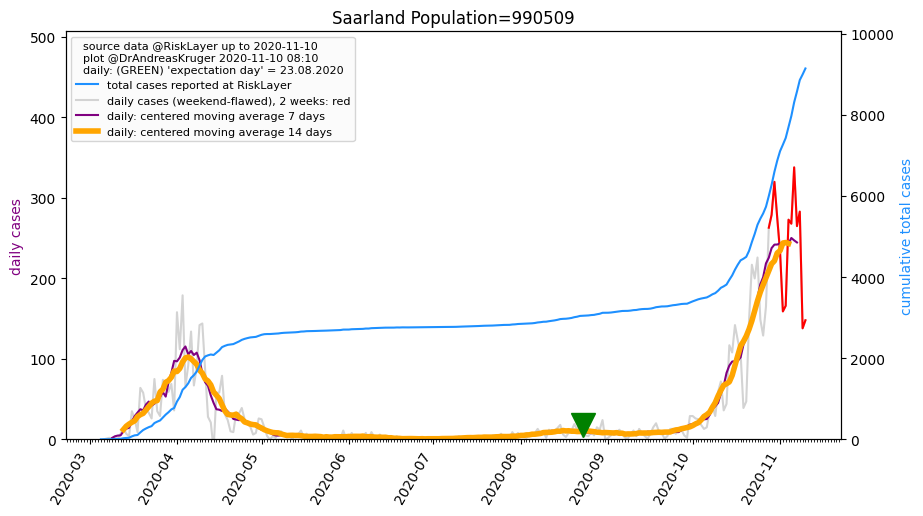 Saarland Population=990509
source data @RiskLayer up to 2020-11-10
plot @DrAndreasKruger 2020-11-10 08:10
daily: (GREEN) 'expectation day' = 23.08.2020
total cases reported at RiskLayer
daily cases (weekend-flawed), 2 weeks: red
daily: centered moving average 7 days
daily: centered moving average 14 days
daily cases
500
400
300
200
100
0
10000
8000
6000
4000
2000
0
cumulative total cases
2020-03
2020-04
2020-05
2020-06
2020-07
2020-08
2020-09
2020-10
2020-11